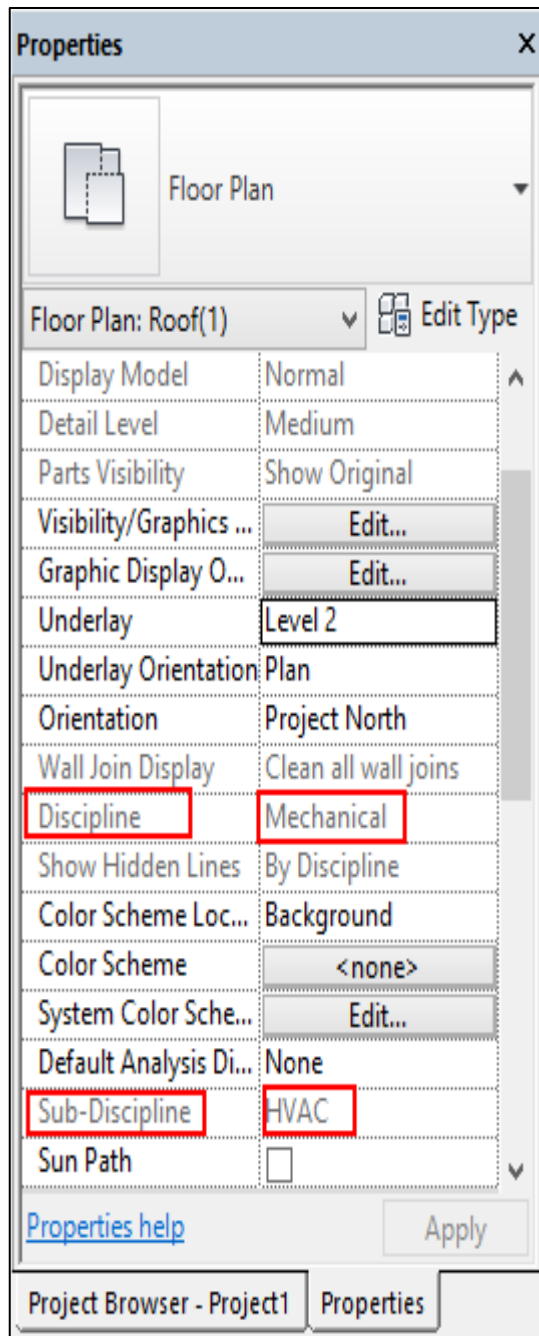 Properties X
Floor Plan
Floor Plan: Roof(1) Edit Type
Display Model Normal
Detail Level Medium
Parts Visibility Show Original
Visibility/Graphics ... Edit...
Graphic Display O... Edit...
Underlay Level 2
Underlay Orientation Plan
Orientation Project North
Wall Join Display Clean all wall joins
Discipline Mechanical
Show Hidden Lines By Discipline
Color Scheme Loc... Background
Color Scheme <none>
System Color Sche... Edit...
Default Analysis Di... None
Sub-Discipline HVAC
Sun Path
Properties help Apply
Project Browser - Project1 Properties